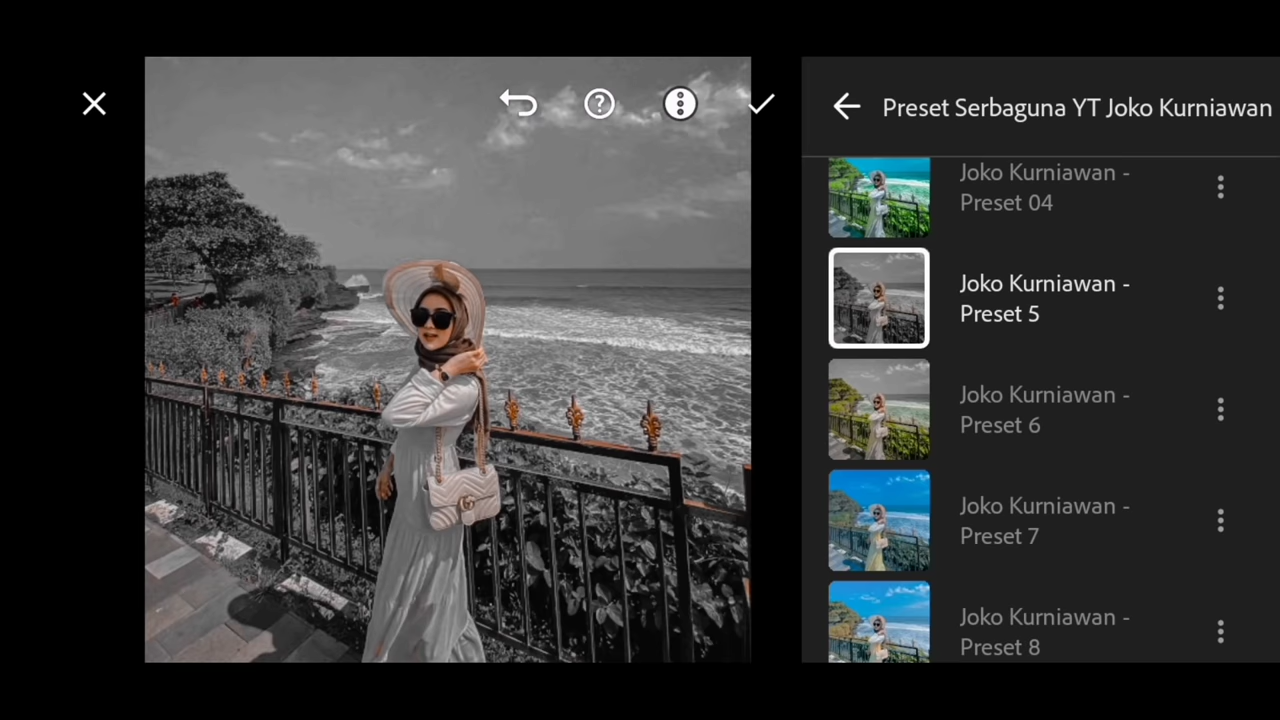 Preset Serbaguna YT Joko Kurniawan
Joko Kurniawan -
Preset 04
Joko Kurniawan -
Preset 5
Joko Kurniawan -
Preset 6
Joko Kurniawan -
Preset 7
Joko Kurniawan -
Preset 8